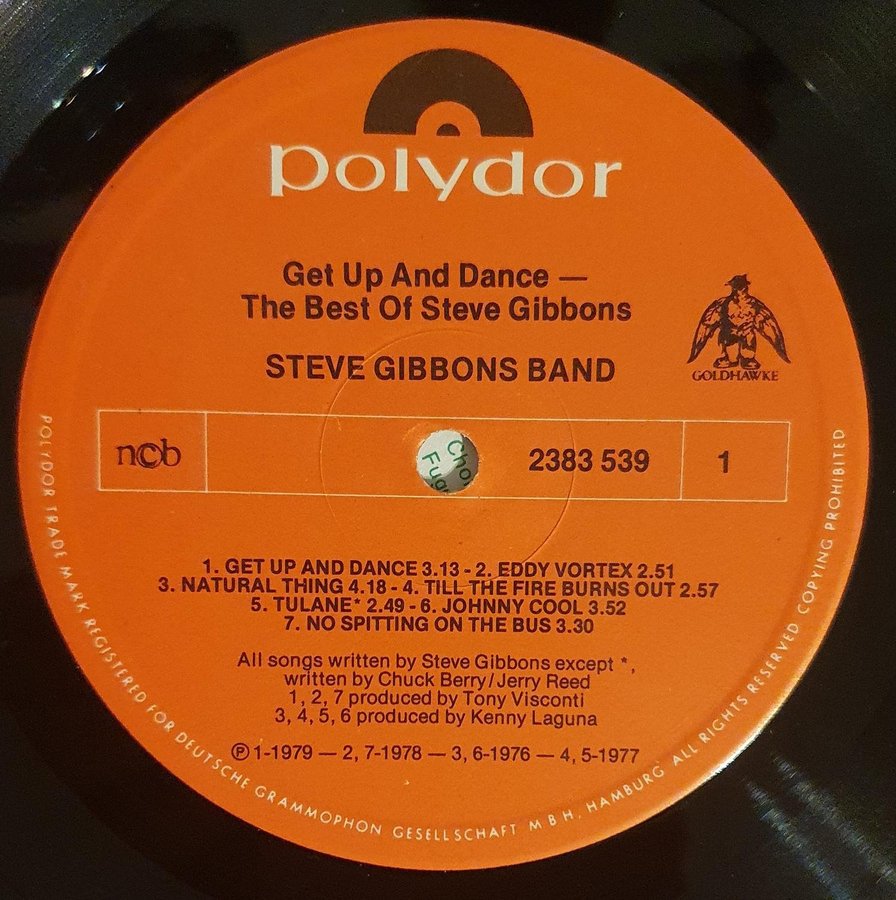 polydor
Get Up And Dance —
The Best Of Steve Gibbons
STEVE GIBBONS BAND
GOLDHAWKE
ncb
2383 539
1
1. GET UP AND DANCE 3.13 - 2. EDDY VORTEX 2.51
3. NATURAL THING 4.18 - 4. TILL THE FIRE BURNS OUT 2.57
5. TULANE* 2.49 - 6. JOHNNY COOL 3.52
7. NO SPITTING ON THE BUS 3.30
All songs written by Steve Gibbons except *,
written by Chuck Berry/Jerry Reed
1, 2, 7 produced by Tony Visconti
3, 4, 5, 6 produced by Kenny Laguna
Ⓟ 1-1979 — 2, 7-1978 — 3, 6-1976 — 4, 5-1977
POLYDOR TRADE MARK REGISTERED FOR DEUTSCHE GRAMMOPHON GESELLSCHAFT M B H, HAMBURG ALL RIGHTS RESERVED COPYING PROHIBITED